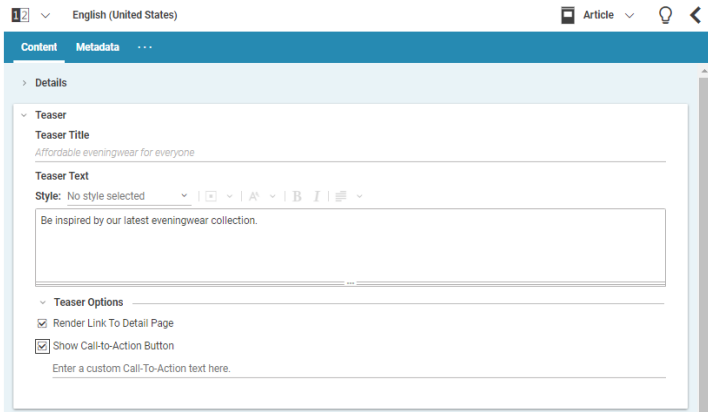 12 English (United States) Article
Content Metadata ...
Details
Teaser
Teaser Title
Affordable eveningwear for everyone
Teaser Text
Style: No style selected A B I
Be inspired by our latest eveningwear collection.
Teaser Options
Render Link To Detail Page
Show Call-to-Action Button
Enter a custom Call-To-Action text here.